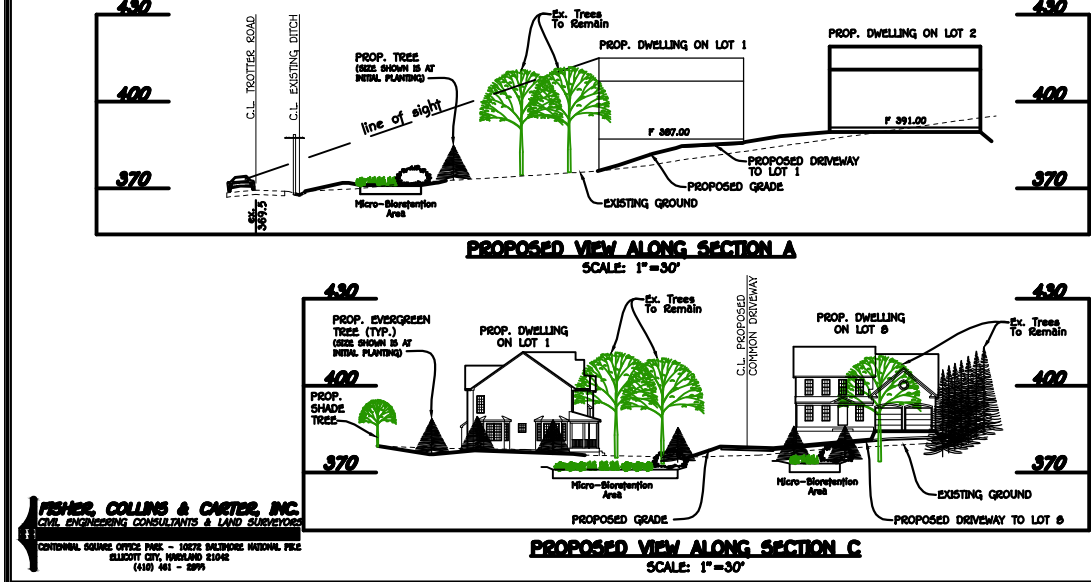 430
430
C.L. TROTTER ROAD
C.L. EXISTING DITCH
Ex. Trees
To Remain
PROP. DWELLING ON LOT 1
PROP. DWELLING ON LOT 2
PROP. TREE
(SIZE SHOWN IS AT
INITIAL PLANTING)
400
400
line of sight
F 387.00
F 391.00
PROPOSED DRIVEWAY
TO LOT 1
370
370
PROPOSED GRADE
EXISTING GROUND
Micro-Bioretention
Area
ex.
369.5
PROPOSED VIEW ALONG SECTION A
SCALE: 1"=30'
430
430
PROP. EVERGREEN
TREE (TYP.)
(SIZE SHOWN IS AT
INITIAL PLANTING)
PROP. DWELLING
ON LOT 1
Ex. Trees
To Remain
C.L. PROPOSED
COMMON DRIVEWAY
PROP. DWELLING
ON LOT 8
Ex. Trees
To Remain
400
400
PROP.
SHADE
TREE
370
370
Micro-Bioretention
Area
Micro-Bioretention
Area
EXISTING GROUND
PROPOSED GRADE
PROPOSED DRIVEWAY TO LOT 8
PROPOSED VIEW ALONG SECTION C
SCALE: 1"=30'
FISHER, COLLINS & CARTER, INC.
CIVIL ENGINEERING CONSULTANTS & LAND SURVEYORS
CENTENNIAL SQUARE OFFICE PARK - 10272 BALTIMORE NATIONAL PIKE
ELLICOTT CITY, MARYLAND 21042
(410) 461 - 2855